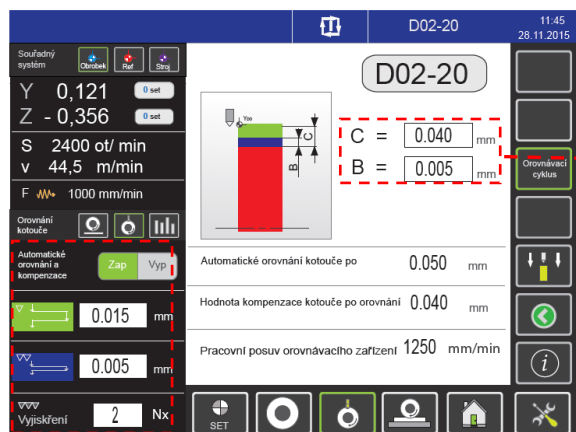 D02-20
11:45
28.11.2015
Souřadný
systém
Obrobek
Ref
Stroj
Y 0,121 0 set
Z - 0,356 0 set
S 2400 ot/ min
v 44,5 m/min
F 1000 mm/min
Orovnání
kotouče
Automatické
orovnání a
kompenzace
Zap Vyp
0.015 mm
0.005 mm
Vyjiskření 2 Nx
D02-20
C
B
C = 0.040 mm
B = 0.005 mm
Automatické orovnání kotouče po 0.050 mm
Hodnota kompenzace kotouče po orovnání 0.040 mm
Pracovní posuv orovnávacího zařízení 1250 mm/min
Orovnávací
cyklus
i
SET